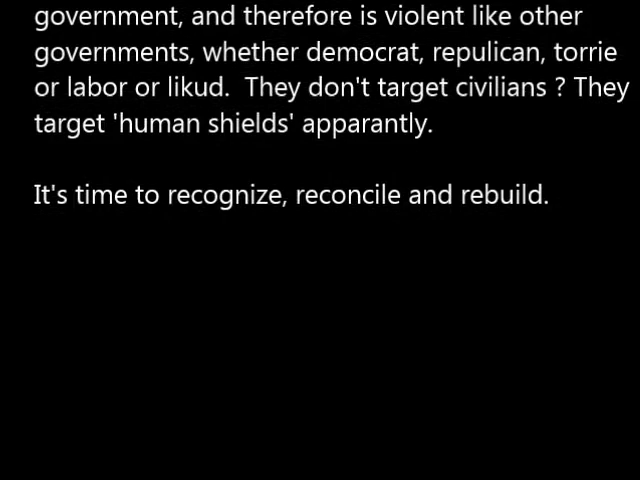 government, and therefore is violent like other
governments, whether democrat, repulican, torrie
or labor or likud.  They don't target civilians ? They
target 'human shields' apparantly.
It's time to recognize, reconcile and rebuild.